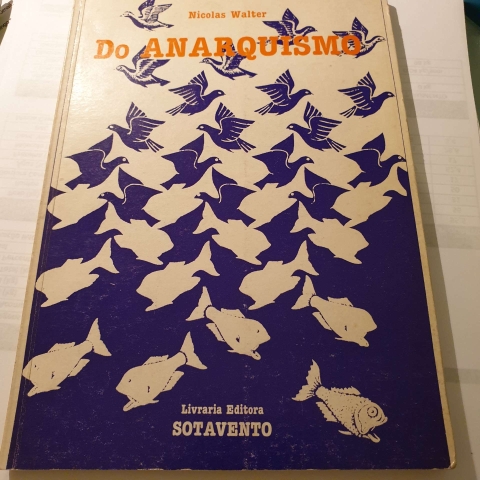 Nicolas Walter
Do ANARQUISMO
Livraria Editora
SOTAVENTO